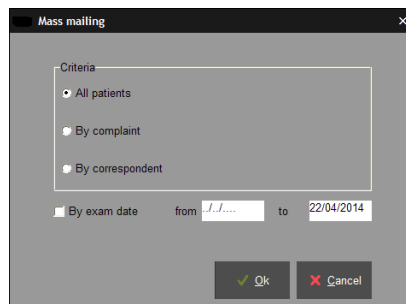 Mass mailing
Criteria
All patients
By complaint
By correspondent
By exam date from ../../.... to 22/04/2014
Ok Cancel